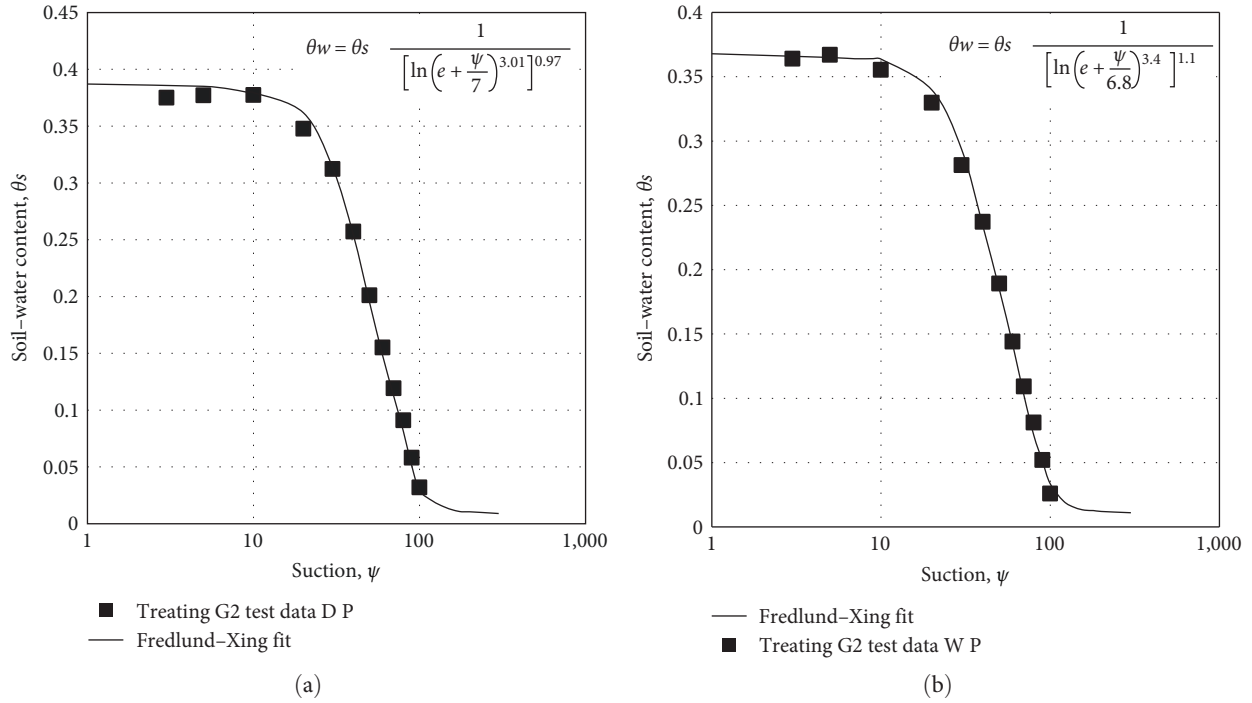 0.45
0.4
0.35
0.3
0.25
0.2
0.15
0.1
0.05
0
Soil–water content, θs
θw = θs 1 / [ln(e + ψ/7)^3.01]^0.97
1 10 100 1,000
Suction, ψ
Treating G2 test data D P
Fredlund–Xing fit
(a)
0.4
0.35
0.3
0.25
0.2
0.15
0.1
0.05
0
Soil–water content, θs
θw = θs 1 / [ln(e + ψ/6.8)^3.4]^1.1
1 10 100 1,000
Suction, ψ
Fredlund–Xing fit
Treating G2 test data W P
(b)